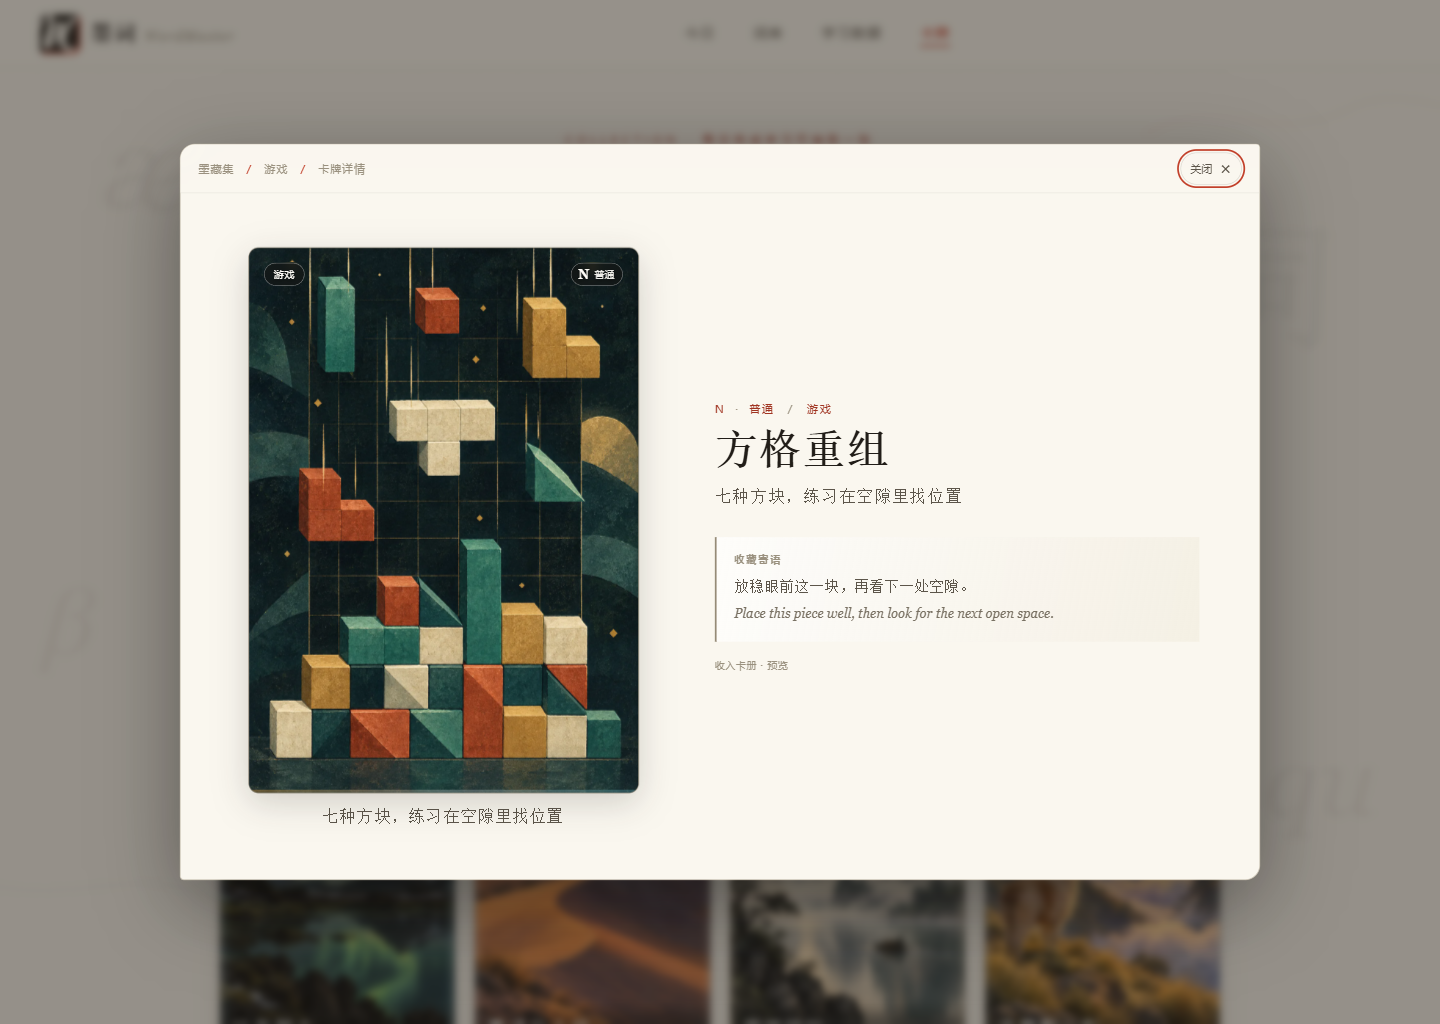 墨藏集 / 游戏 / 卡牌详情
关闭 ×
游戏
N 普通
七种方块，练习在空隙里找位置
N · 普通 / 游戏
方格重组
七种方块，练习在空隙里找位置
收藏寄语
放稳眼前这一块，再看下一处空隙。
Place this piece well, then look for the next open space.
收入卡册 · 预览